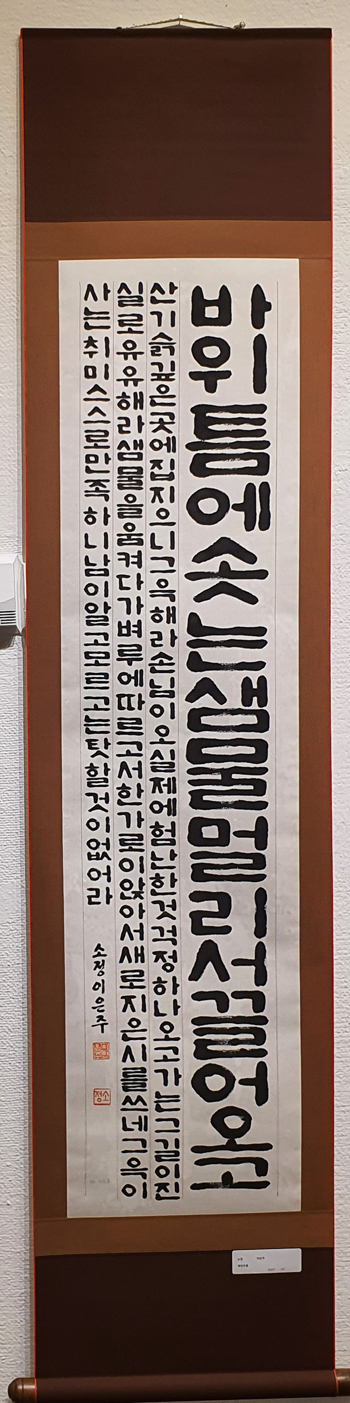 바위틈에솟는샘물멀리서끌어오고
산기슭깊은곳에집지으니그윽해라손님이오실제에험난한것걱정하나오고가는그길이진
실로유유해라샘물을움켜다가벼루에따르고서한가로이앉아서새로지은시를쓰네그윽이
사는취미스스로만족하니남이알고모르고는탓할것이없어라
소정이은주